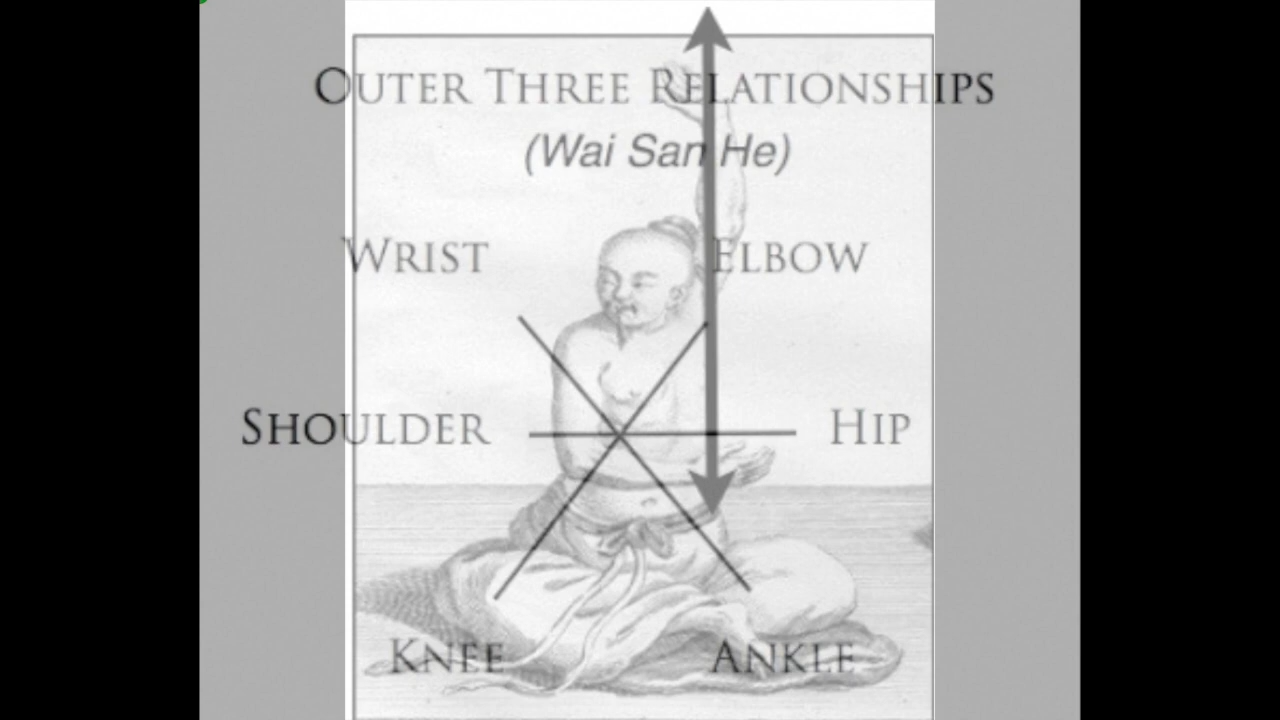 OUTER THREE RELATIONSHIPS
(Wai San He)
WRIST ELBOW
SHOULDER HIP
KNEE ANKLE